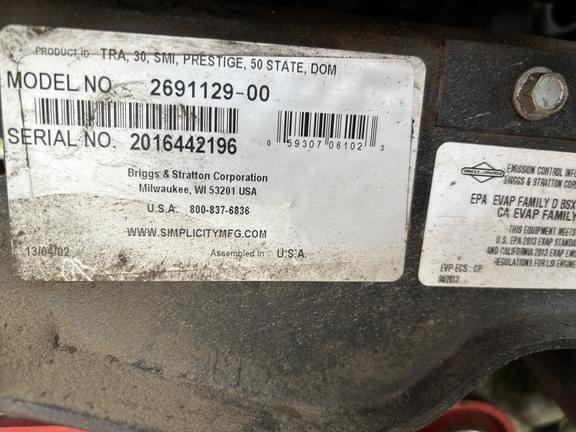 PRODUCT ID TRA, 30, SMI, PRESTIGE, 50 STATE, DOM
MODEL NO. 2691129-00
SERIAL NO. 2016442196
0 59307 06102 3
Briggs & Stratton Corporation
Milwaukee, WI 53201 USA
U.S.A. 800-837-6836
WWW.SIMPLICITYMFG.COM
13/04/02 Assembled In U.S.A.
EMISSION CONTROL INFO
BRIGGS & STRATTON CORP
EPA EVAP FAMILY D BSX
CA EVAP FAMILY
THIS EQUIPMENT MEETS
U.S. EPA 2013 EVAP STANDA
AND CALIFORNIA 2013 EVAP EM
REGULATIONS FOR LSI ENGINE
EVP ECS : CP
04/2013